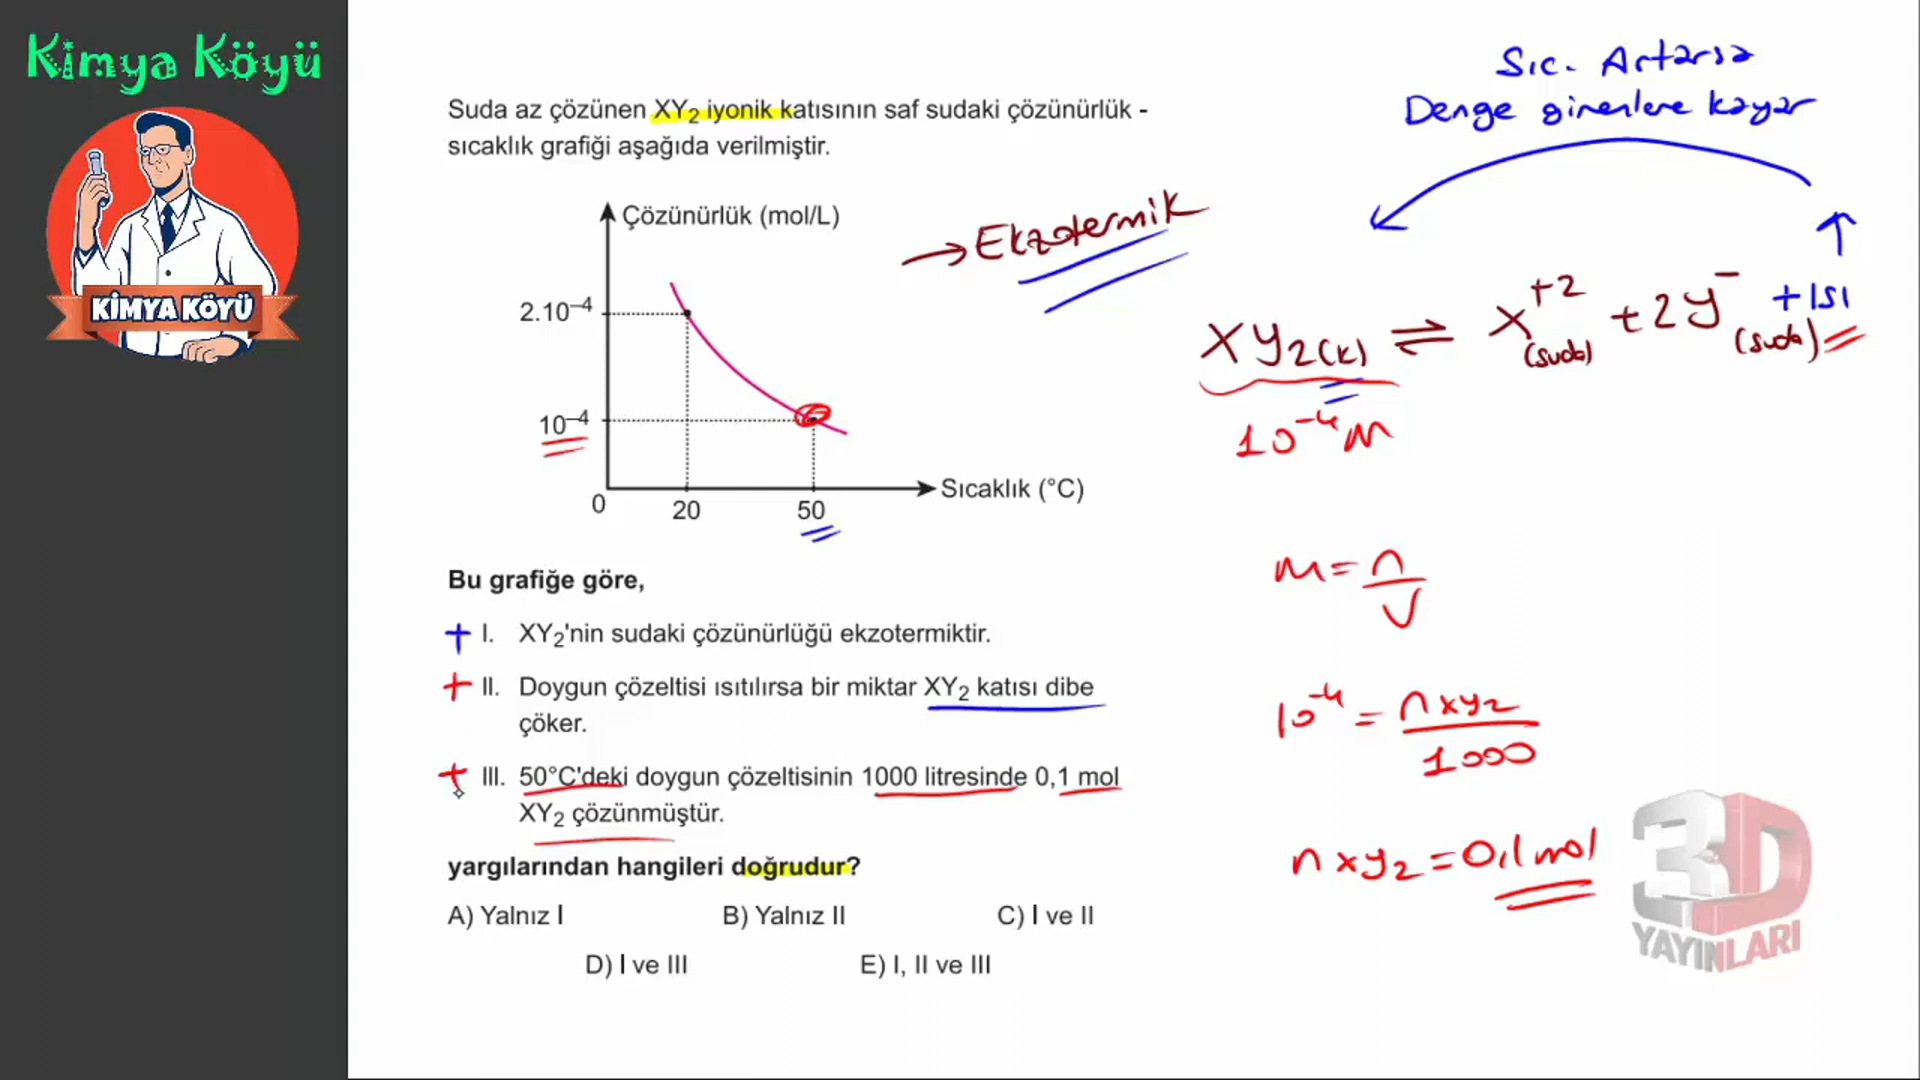 Kimya Köyü
KİMYA KÖYÜ
Suda az çözünen XY₂ iyonik katısının saf sudaki çözünürlük -
sıcaklık grafiği aşağıda verilmiştir.
Çözünürlük (mol/L)
2.10⁻⁴
10⁻⁴
0
20
50
Sıcaklık (°C)
→ Ekzotermik
Sıc. Artarsa
Denge girenlere kayar
↑
XY₂(k) ⇌ X⁺²(suda) + 2Y⁻(suda) + ISI
10⁻⁴ M
M = n/V
10⁻⁴ = nxy₂/1000
nxy₂ = 0,1 mol
Bu grafiğe göre,
+ I. XY₂'nin sudaki çözünürlüğü ekzotermiktir.
+ II. Doygun çözeltisi ısıtılırsa bir miktar XY₂ katısı dibe
çöker.
+ III. 50°C'deki doygun çözeltisinin 1000 litresinde 0,1 mol
XY₂ çözünmüştür.
yargılarından hangileri doğrudur?
A) Yalnız I B) Yalnız II C) I ve II
D) I ve III E) I, II ve III
3D
YAYINLARI